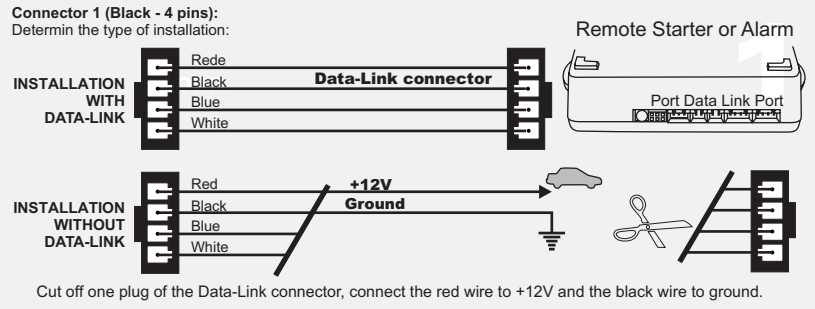 Connector 1 (Black - 4 pins):
Determin the type of installation:
Remote Starter or Alarm
1
INSTALLATION
WITH
DATA-LINK
Rede
Black
Blue
White
Data-Link connector
Port Data Link Port
INSTALLATION
WITHOUT
DATA-LINK
Red
Black
Blue
White
+12V
Ground
Cut off one plug of the Data-Link connector, connect the red wire to +12V and the black wire to ground.